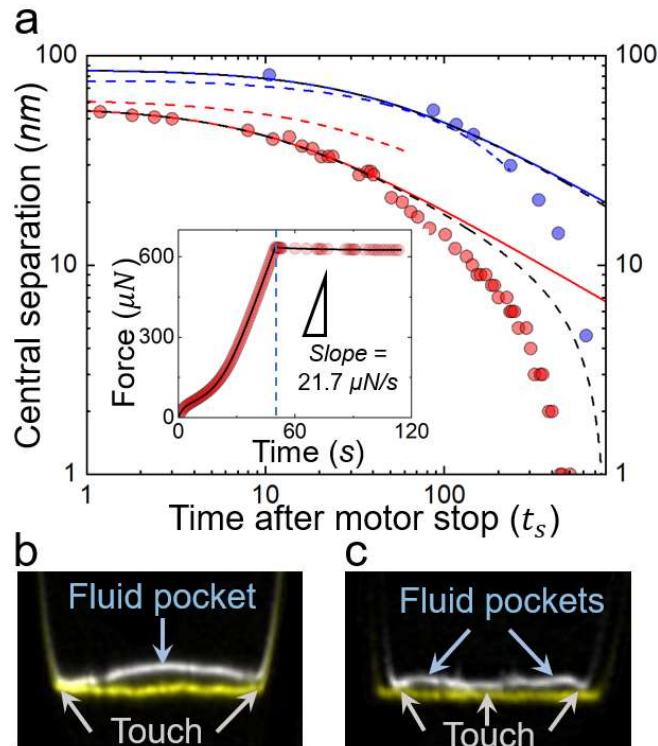 a
100
100
10
10
1
1
1
10
100
Central separation (nm)
Time after motor stop (tₛ)
600
300
0
0
60
120
Force (μN)
Time (s)
Slope =
21.7 μN/s
b
Fluid pocket
Touch
c
Fluid pockets
Touch